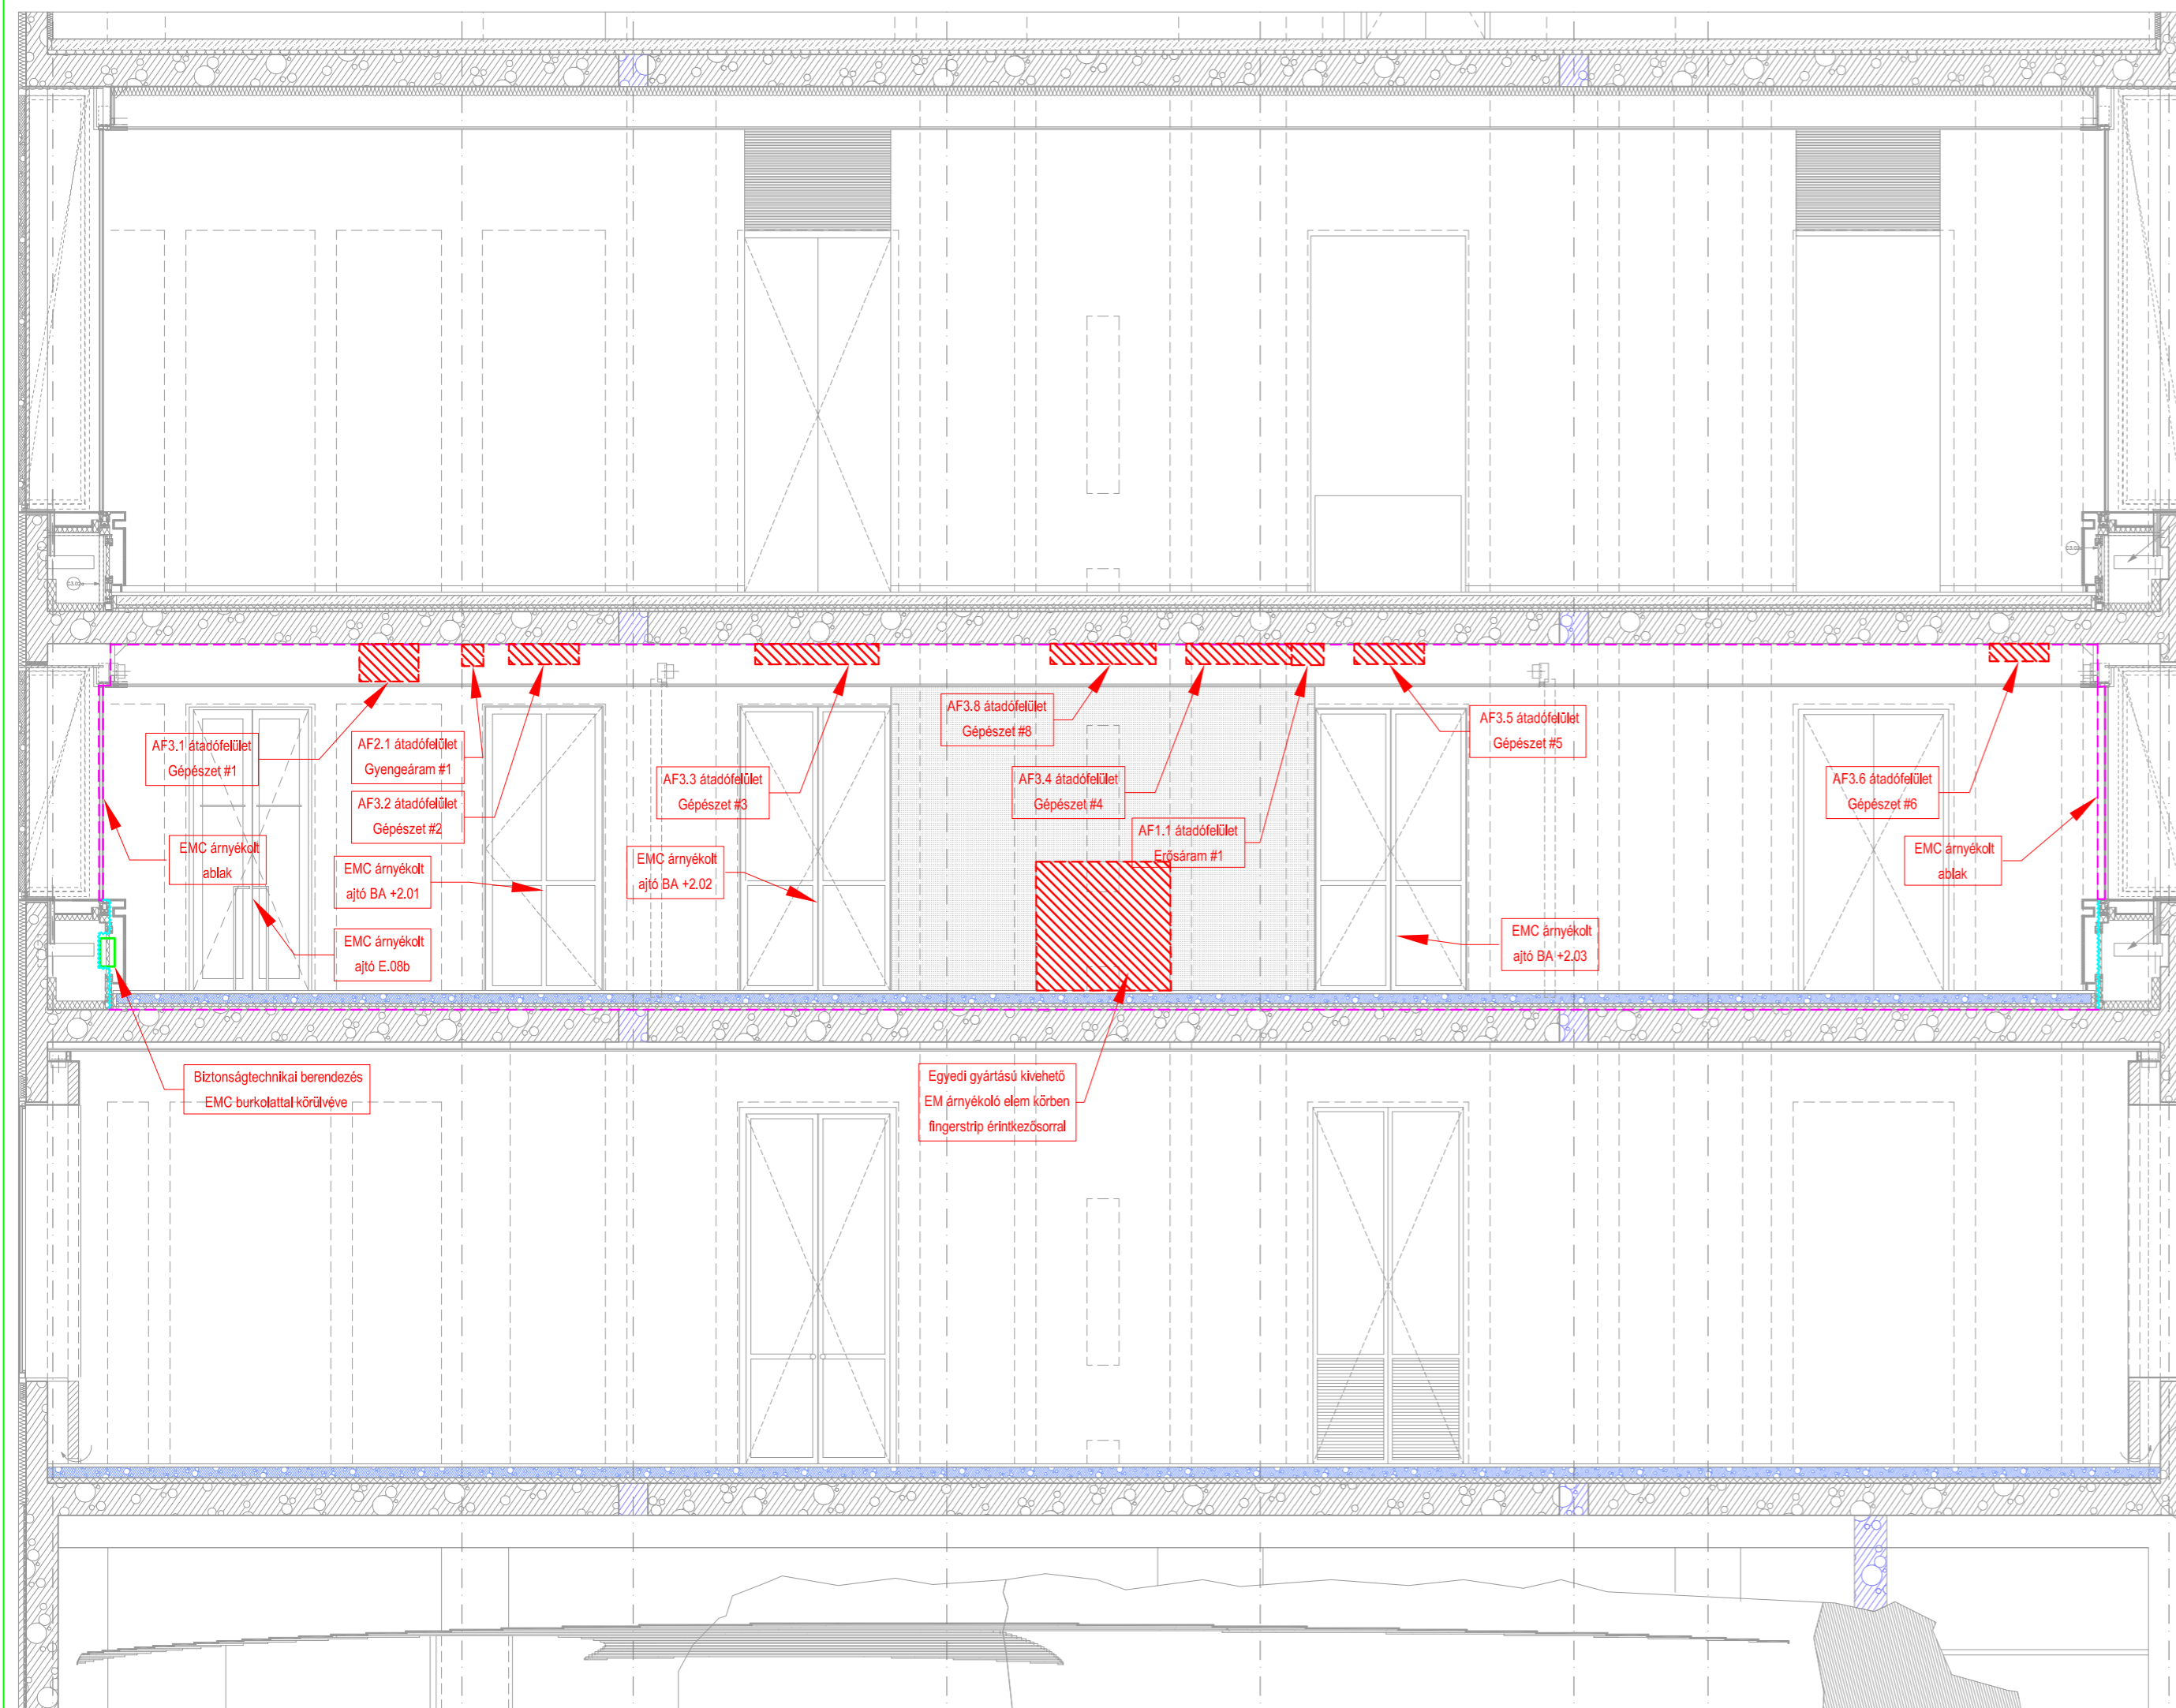 AF3.1 átadófelület
Gépészet #1
AF2.1 átadófelület
Gyengeáram #1
AF3.2 átadófelület
Gépészet #2
AF3.3 átadófelület
Gépészet #3
AF3.8 átadófelület
Gépészet #8
AF3.4 átadófelület
Gépészet #4
AF1.1 átadófelület
Erősáram #1
AF3.5 átadófelület
Gépészet #5
AF3.6 átadófelület
Gépészet #6
EMC árnyékolt
ablak
EMC árnyékolt
ajtó BA +2.01
EMC árnyékolt
ajtó BA +2.02
EMC árnyékolt
ajtó E.08b
EMC árnyékolt
ajtó BA +2.03
EMC árnyékolt
ablak
Biztonságtechnikai berendezés
EMC burkolattal körülvéve
Egyedi gyártású kivehető
EM árnyékoló elem körben
fingerstrip érintkezősorral